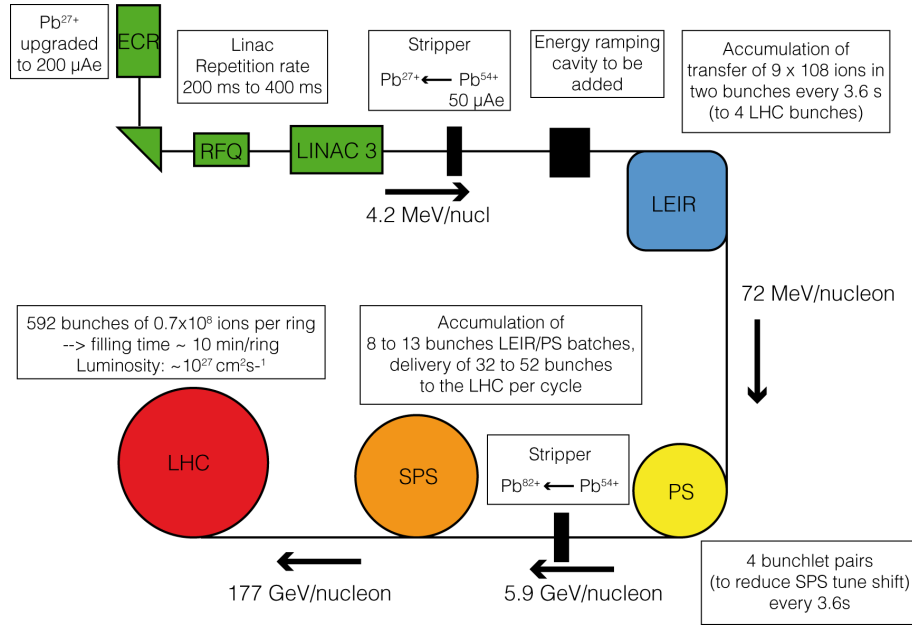 Pb²⁷⁺
upgraded
to 200 µAe
ECR
Linac
Repetition rate
200 ms to 400 ms
Stripper
Pb²⁷⁺ ← Pb⁵⁴⁺
50 µAe
Energy ramping
cavity to be
added
Accumulation of
transfer of 9 x 108 ions in
two bunches every 3.6 s
(to 4 LHC bunches)
RFQ
LINAC 3
4.2 MeV/nucl
LEIR
72 MeV/nucleon
592 bunches of 0.7x10⁸ ions per ring
--> filling time ~ 10 min/ring
Luminosity: ~10²⁷ cm²s-¹
Accumulation of
8 to 13 bunches LEIR/PS batches,
delivery of 32 to 52 bunches
to the LHC per cycle
LHC
SPS
Stripper
Pb⁸²⁺ ← Pb⁵⁴⁺
PS
177 GeV/nucleon
5.9 GeV/nucleon
4 bunchlet pairs
(to reduce SPS tune shift)
every 3.6s